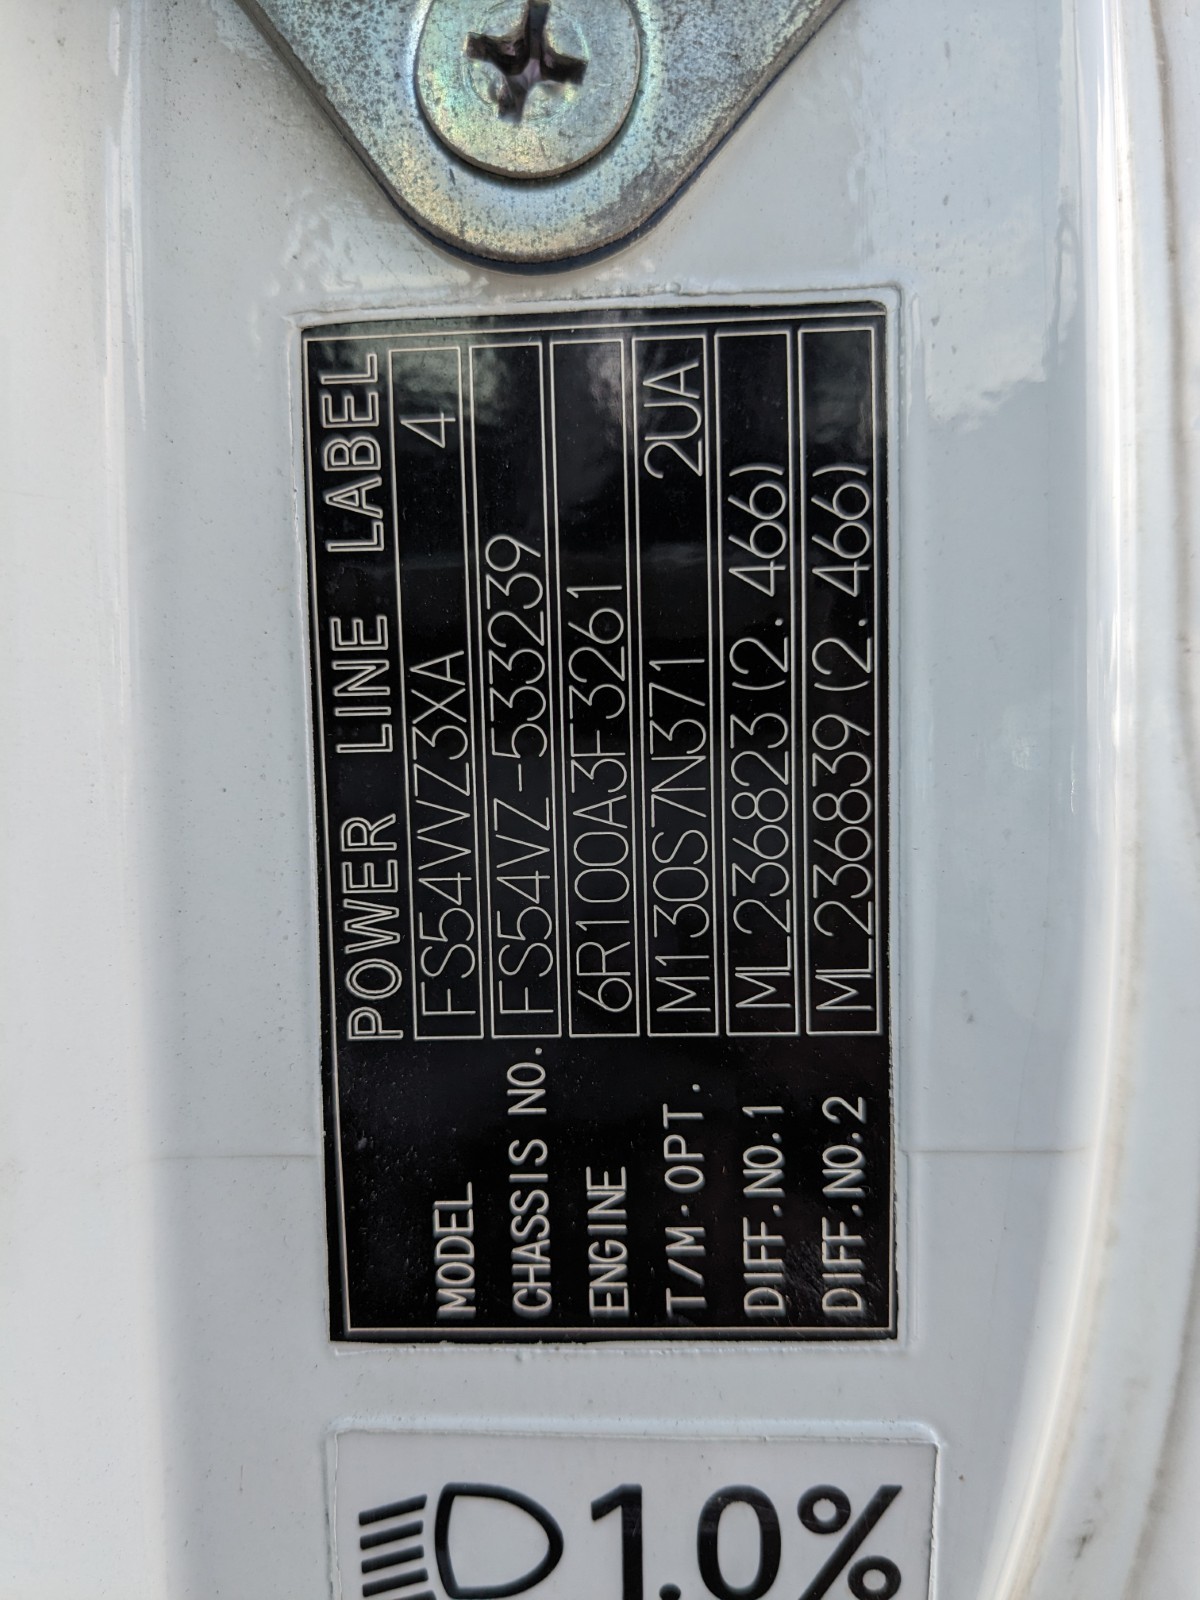 POWER LINE LABEL
MODEL FS54VVZ3XA 4
CHASSIS NO. FS54VZ-533239
ENGINE 6R100A3F3261
T/M·OPT. M130S7N371 2UA
DIFF.NO.1 ML236823(2.466)
DIFF.NO.2 ML236839(2.466)
1.0%